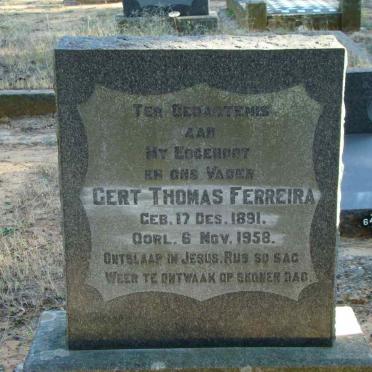 Ter Gedagtenis
aan
My Eggenoot
en ons Vader
Gert Thomas Ferreira
Geb. 17 Des. 1891.
Oorl. 6 Nov. 1958.
Ontslaap in Jesus. Rus so sag
Weer te ontwaak op skoner dag.